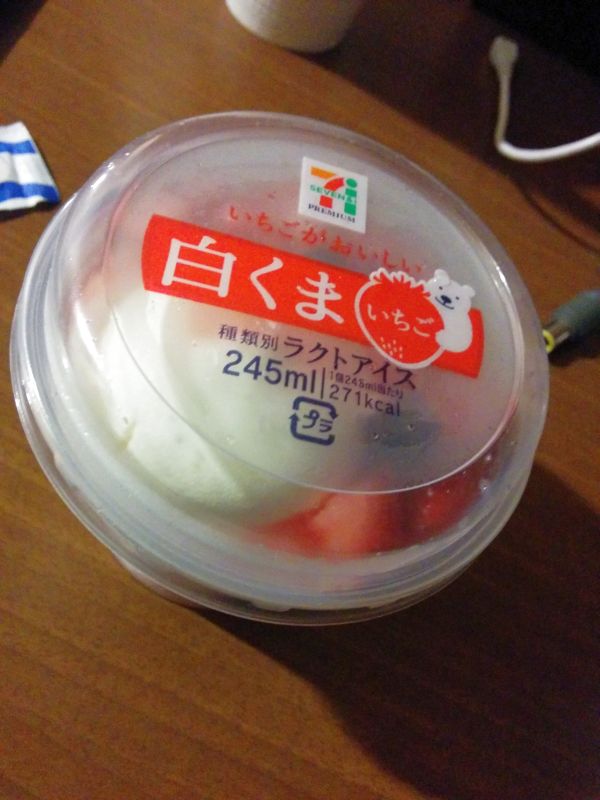 7i
SEVEN&i
PREMIUM
いちごがおいしい
白くま
いちご
種類別 ラクトアイス
245ml
1個245ml当たり
271kcal
プラ